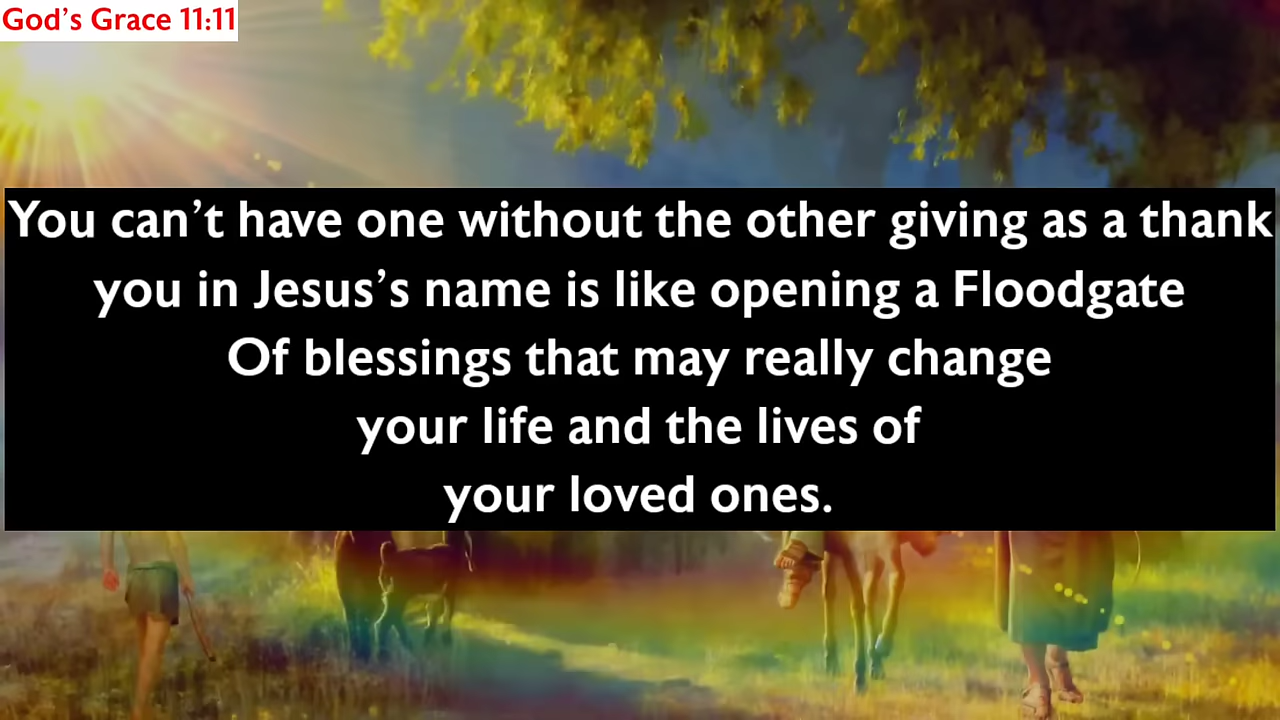 God’s Grace 11:11
You can’t have one without the other giving as a thank
you in Jesus’s name is like opening a Floodgate
Of blessings that may really change
your life and the lives of
your loved ones.